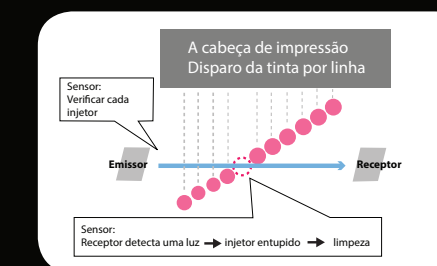 A cabeça de impressão
Disparo da tinta por linha
Sensor:
Verificar cada
injetor
Emissor
Receptor
Sensor:
Receptor detecta uma luz → injetor entupido → limpeza